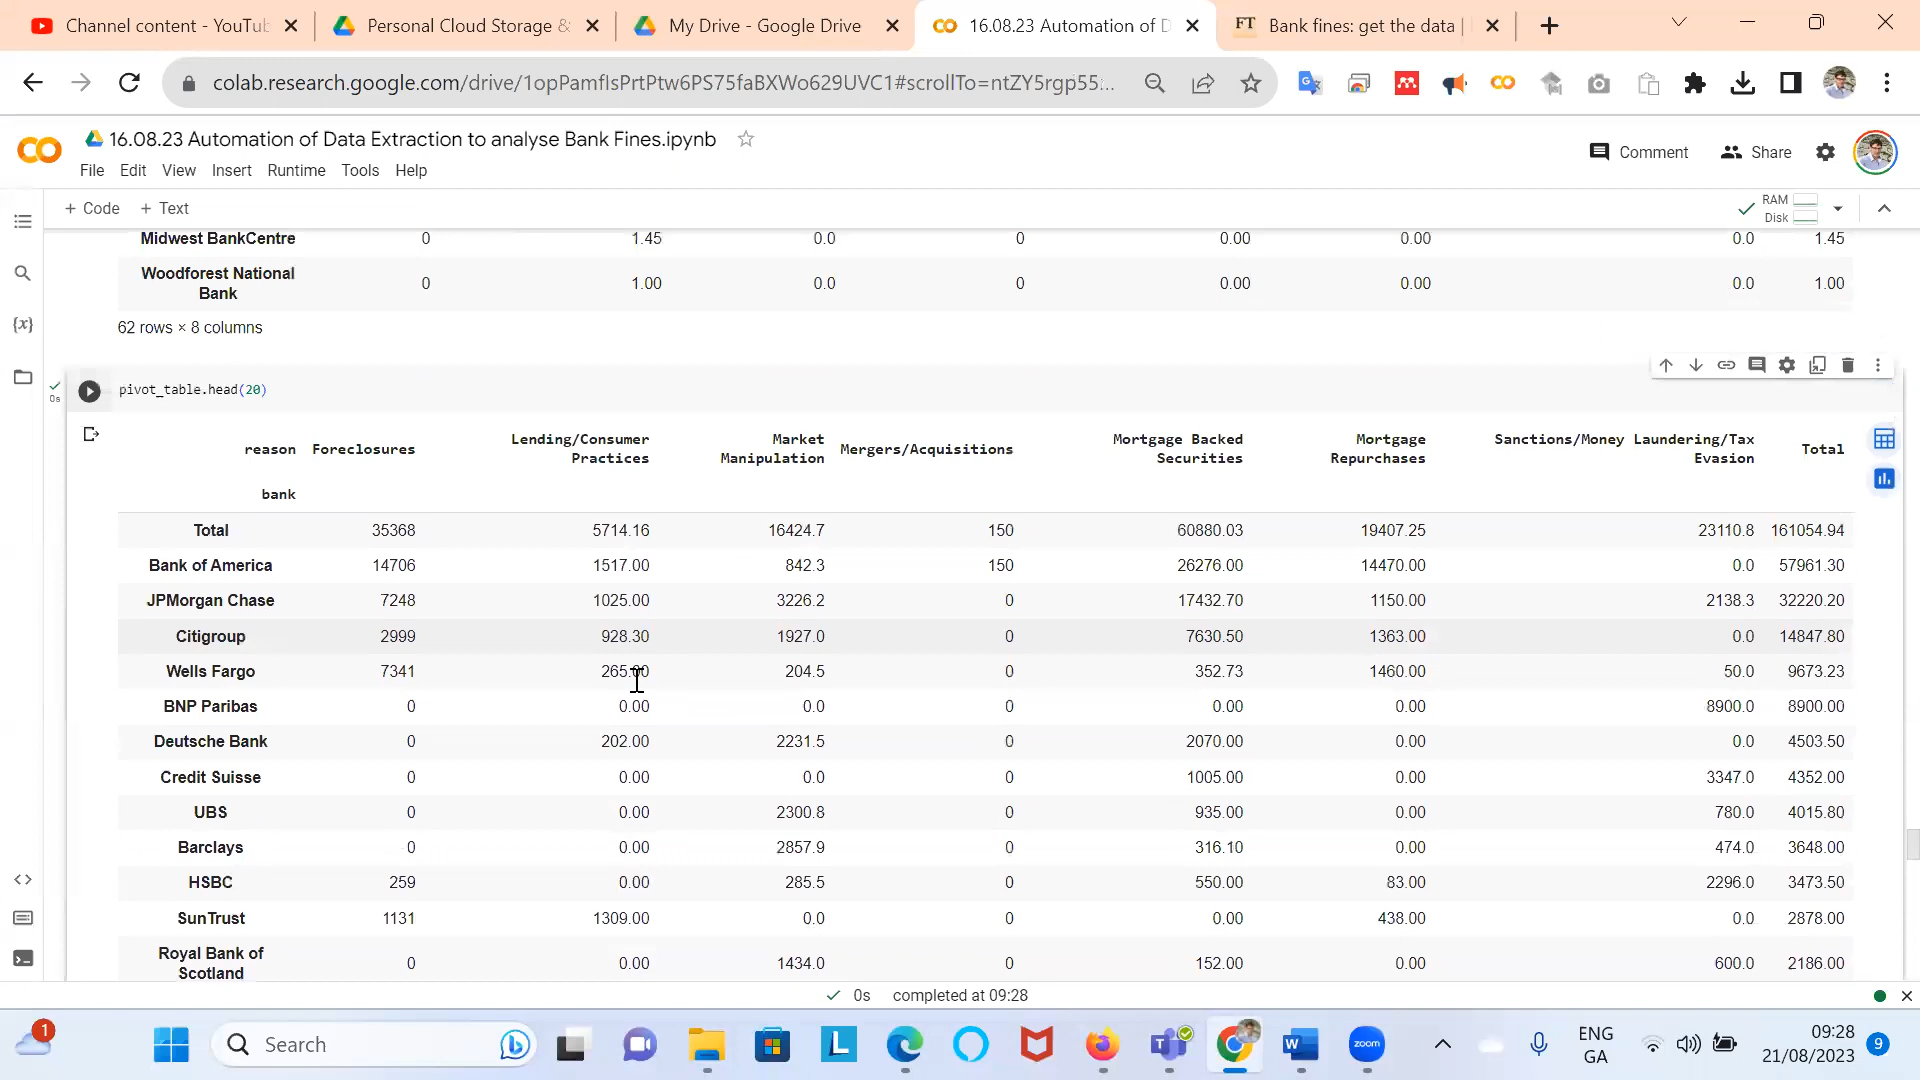 Channel content - YouTub
Personal Cloud Storage &
My Drive - Google Drive
16.08.23 Automation of D
FT
Bank fines: get the data |
colab.research.google.com/drive/1opPamfIsPrtPtw6PS75faBXWo629UVC1#scrollTo=ntZY5rgp55...
16.08.23 Automation of Data Extraction to analyse Bank Fines.ipynb
File Edit View Insert Runtime Tools Help
Comment
Share
+ Code + Text
RAM
Disk
Midwest BankCentre 0 1.45 0.0 0 0.00 0.00 0.0 1.45
Woodforest National
Bank 0 1.00 0.0 0 0.00 0.00 0.0 1.00
62 rows × 8 columns
0s
pivot_table.head(20)
reason Foreclosures Lending/Consumer Practices Market Manipulation Mergers/Acquisitions Mortgage Backed Securities Mortgage Repurchases Sanctions/Money Laundering/Tax Evasion Total
bank
Total 35368 5714.16 16424.7 150 60880.03 19407.25 23110.8 161054.94
Bank of America 14706 1517.00 842.3 150 26276.00 14470.00 0.0 57961.30
JPMorgan Chase 7248 1025.00 3226.2 0 17432.70 1150.00 2138.3 32220.20
Citigroup 2999 928.30 1927.0 0 7630.50 1363.00 0.0 14847.80
Wells Fargo 7341 265.00 204.5 0 352.73 1460.00 50.0 9673.23
BNP Paribas 0 0.00 0.0 0 0.00 0.00 8900.0 8900.00
Deutsche Bank 0 202.00 2231.5 0 2070.00 0.00 0.0 4503.50
Credit Suisse 0 0.00 0.0 0 1005.00 0.00 3347.0 4352.00
UBS 0 0.00 2300.8 0 935.00 0.00 780.0 4015.80
Barclays 0 0.00 2857.9 0 316.10 0.00 474.0 3648.00
HSBC 259 0.00 285.5 0 550.00 83.00 2296.0 3473.50
SunTrust 1131 1309.00 0.0 0 0.00 438.00 0.0 2878.00
Royal Bank of
Scotland 0 0.00 1434.0 0 152.00 0.00 600.0 2186.00
0s completed at 09:28
1
Search
L
zoom
ENG
GA
09:28
21/08/2023
9